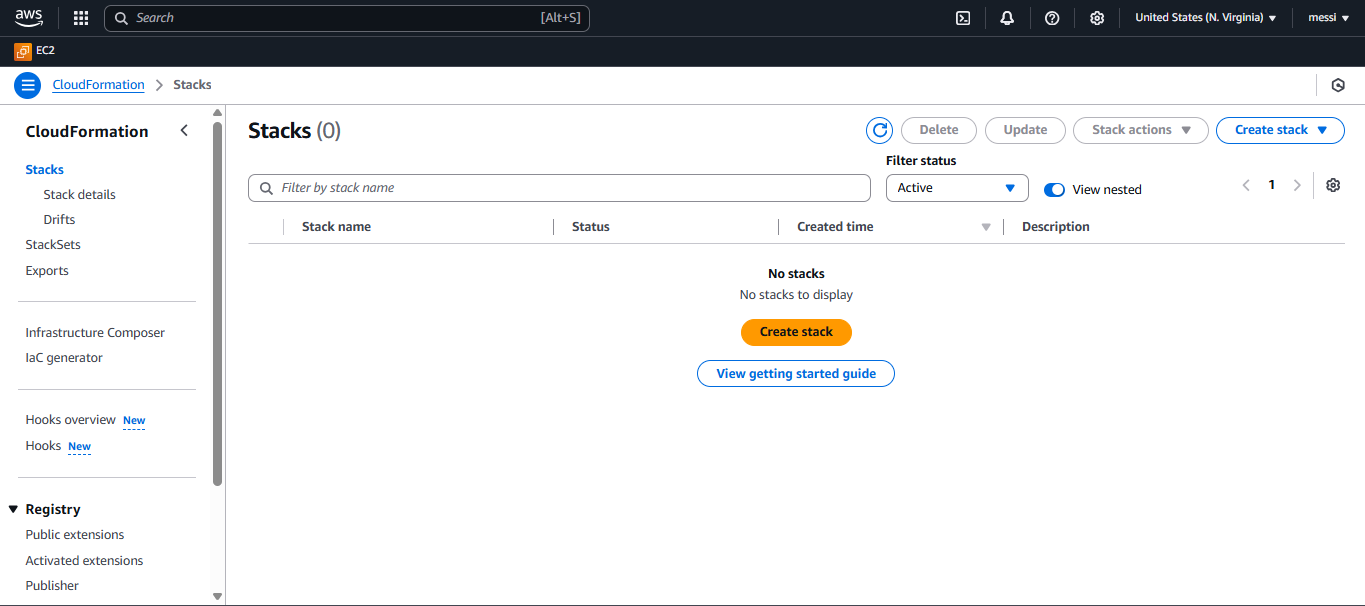 aws
Search [Alt+S]
United States (N. Virginia)
messi
EC2
CloudFormation
Stacks
CloudFormation
Stacks
Stack details
Drifts
StackSets
Exports
Infrastructure Composer
IaC generator
Hooks overview New
Hooks New
Registry
Public extensions
Activated extensions
Publisher
Stacks (0)
Delete
Update
Stack actions
Create stack
Filter by stack name
Filter status
Active
View nested
1
Stack name
Status
Created time
Description
No stacks
No stacks to display
Create stack
View getting started guide